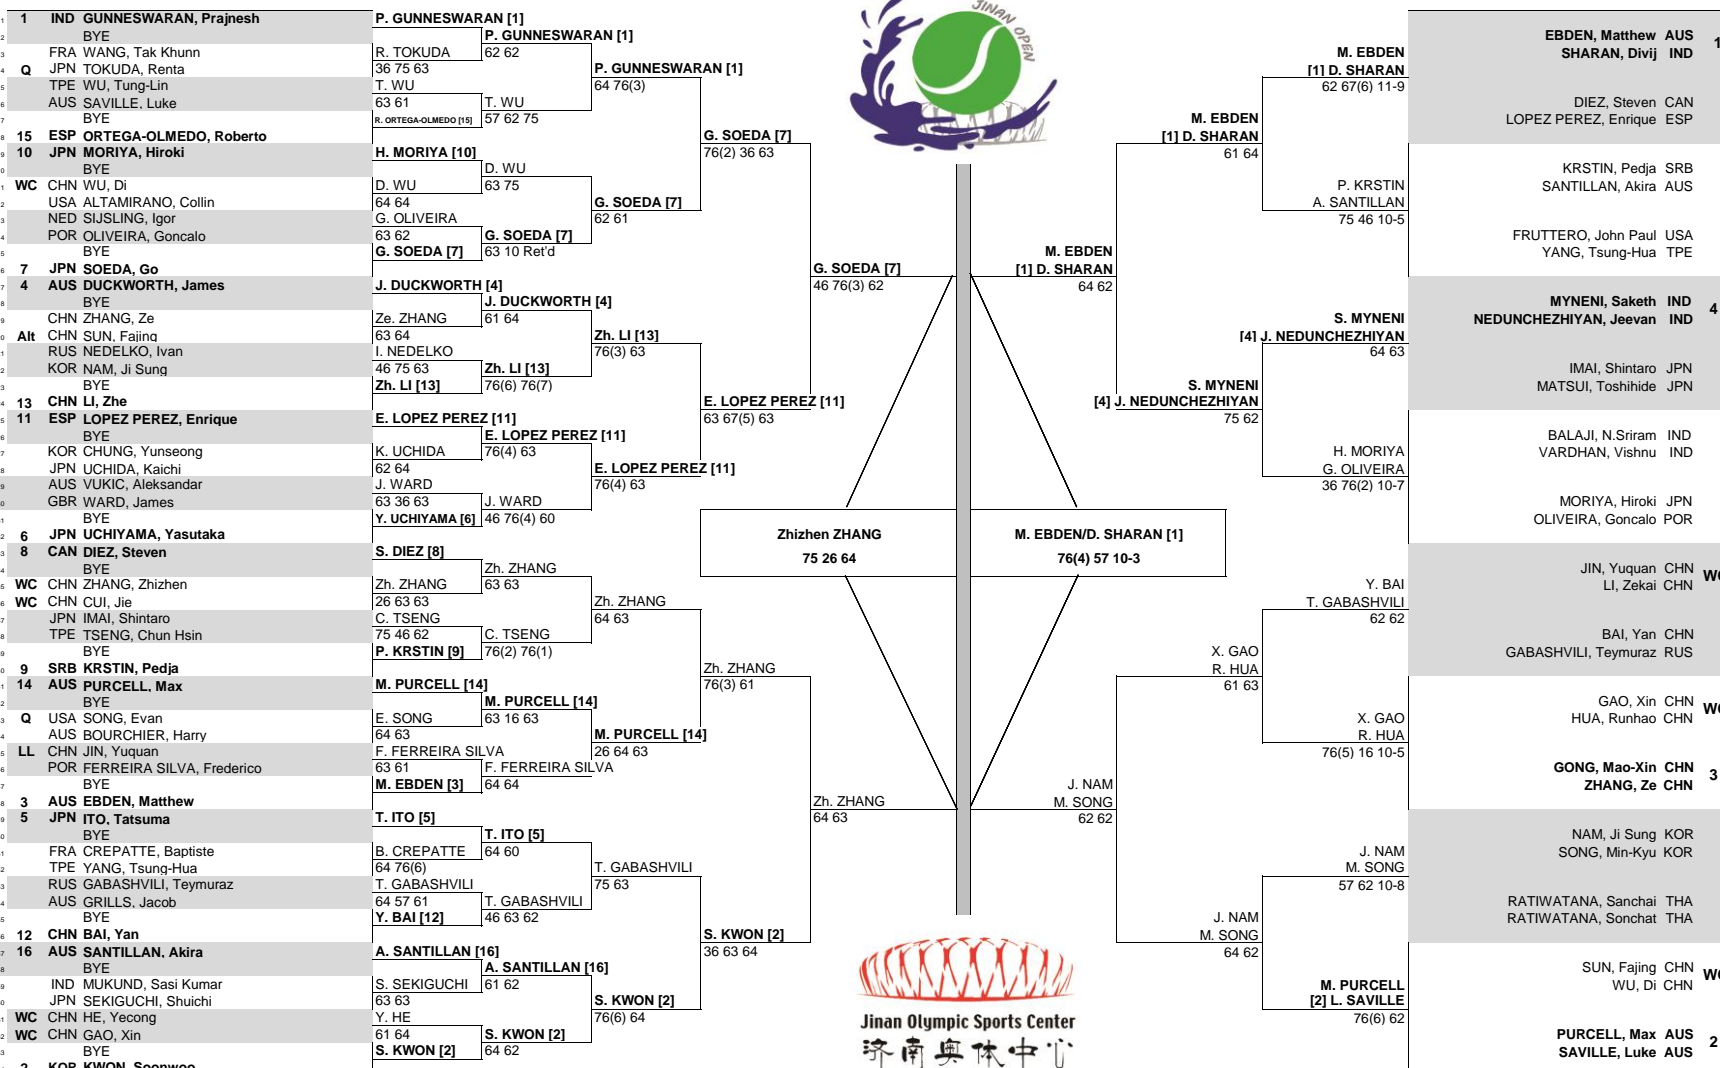 JINAN OPEN
1 IND GUNNESWARAN, Prajnesh
BYE
FRA WANG, Tak Khunn
Q JPN TOKUDA, Renta
TPE WU, Tung-Lin
AUS SAVILLE, Luke
BYE
15 ESP ORTEGA-OLMEDO, Roberto
10 JPN MORIYA, Hiroki
BYE
WC CHN WU, Di
USA ALTAMIRANO, Collin
NED SIJSLING, Igor
POR OLIVEIRA, Goncalo
BYE
7 JPN SOEDA, Go
4 AUS DUCKWORTH, James
BYE
CHN ZHANG, Ze
Alt CHN SUN, Fajing
RUS NEDELKO, Ivan
KOR NAM, Ji Sung
BYE
13 CHN LI, Zhe
11 ESP LOPEZ PEREZ, Enrique
BYE
KOR CHUNG, Yunseong
JPN UCHIDA, Kaichi
AUS VUKIC, Aleksandar
GBR WARD, James
BYE
6 JPN UCHIYAMA, Yasutaka
8 CAN DIEZ, Steven
BYE
WC CHN ZHANG, Zhizhen
WC CHN CUI, Jie
JPN IMAI, Shintaro
TPE TSENG, Chun Hsin
BYE
9 SRB KRSTIN, Pedja
14 AUS PURCELL, Max
BYE
Q USA SONG, Evan
AUS BOURCHIER, Harry
LL CHN JIN, Yuquan
POR FERREIRA SILVA, Frederico
BYE
3 AUS EBDEN, Matthew
5 JPN ITO, Tatsuma
BYE
FRA CREPATTE, Baptiste
TPE YANG, Tsung-Hua
RUS GABASHVILI, Teymuraz
AUS GRILLS, Jacob
BYE
12 CHN BAI, Yan
16 AUS SANTILLAN, Akira
BYE
IND MUKUND, Sasi Kumar
JPN SEKIGUCHI, Shuichi
WC CHN HE, Yecong
WC CHN GAO, Xin
BYE
2 KOR KWON, Soonwoo
P. GUNNESWARAN [1]
R. TOKUDA
36 75 63
T. WU
63 61
R. ORTEGA-OLMEDO [15]
H. MORIYA [10]
D. WU
64 64
G. OLIVEIRA
63 62
G. SOEDA [7]
J. DUCKWORTH [4]
Ze. ZHANG
63 64
I. NEDELKO
46 75 63
Zh. LI [13]
E. LOPEZ PEREZ [11]
K. UCHIDA
62 64
J. WARD
63 36 63
Y. UCHIYAMA [6]
S. DIEZ [8]
Zh. ZHANG
26 63 63
C. TSENG
75 46 62
P. KRSTIN [9]
M. PURCELL [14]
E. SONG
64 63
F. FERREIRA SILVA
63 61
M. EBDEN [3]
T. ITO [5]
B. CREPATTE
64 76(6)
T. GABASHVILI
64 57 61
Y. BAI [12]
A. SANTILLAN [16]
S. SEKIGUCHI
63 63
Y. HE
61 64
S. KWON [2]
P. GUNNESWARAN [1]
62 62
T. WU
57 62 75
D. WU
63 75
G. SOEDA [7]
63 10 Ret'd
J. DUCKWORTH [4]
61 64
Zh. LI [13]
76(6) 76(7)
E. LOPEZ PEREZ [11]
76(4) 63
J. WARD
46 76(4) 60
Zh. ZHANG
63 63
C. TSENG
76(2) 76(1)
M. PURCELL [14]
63 16 63
F. FERREIRA SILVA
64 64
T. ITO [5]
64 60
T. GABASHVILI
46 63 62
A. SANTILLAN [16]
61 62
S. KWON [2]
64 62
P. GUNNESWARAN [1]
64 76(3)
G. SOEDA [7]
62 61
Zh. LI [13]
76(3) 63
E. LOPEZ PEREZ [11]
76(4) 63
Zh. ZHANG
64 63
M. PURCELL [14]
26 64 63
T. GABASHVILI
75 63
S. KWON [2]
76(6) 64
G. SOEDA [7]
76(2) 36 63
E. LOPEZ PEREZ [11]
63 67(5) 63
Zh. ZHANG
76(3) 61
S. KWON [2]
36 63 64
G. SOEDA [7]
46 76(3) 62
Zh. ZHANG
64 63
Zhizhen ZHANG
75 26 64
M. EBDEN/D. SHARAN [1]
76(4) 57 10-3
M. EBDEN
[1] D. SHARAN
64 62
J. NAM
M. SONG
62 62
M. EBDEN
[1] D. SHARAN
61 64
S. MYNENI
[4] J. NEDUNCHEZHIYAN
75 62
X. GAO
R. HUA
61 63
J. NAM
M. SONG
64 62
M. EBDEN
[1] D. SHARAN
62 67(6) 11-9
P. KRSTIN
A. SANTILLAN
75 46 10-5
S. MYNENI
[4] J. NEDUNCHEZHIYAN
64 63
H. MORIYA
G. OLIVEIRA
36 76(2) 10-7
Y. BAI
T. GABASHVILI
62 62
X. GAO
R. HUA
76(5) 16 10-5
J. NAM
M. SONG
57 62 10-8
M. PURCELL
[2] L. SAVILLE
76(6) 62
EBDEN, Matthew AUS 1
SHARAN, Divij IND
DIEZ, Steven CAN
LOPEZ PEREZ, Enrique ESP
KRSTIN, Pedja SRB
SANTILLAN, Akira AUS
FRUTTERO, John Paul USA
YANG, Tsung-Hua TPE
MYNENI, Saketh IND 4
NEDUNCHEZHIYAN, Jeevan IND
IMAI, Shintaro JPN
MATSUI, Toshihide JPN
BALAJI, N.Sriram IND
VARDHAN, Vishnu IND
MORIYA, Hiroki JPN
OLIVEIRA, Goncalo POR
JIN, Yuquan CHN WC
LI, Zekai CHN
BAI, Yan CHN
GABASHVILI, Teymuraz RUS
GAO, Xin CHN WC
HUA, Runhao CHN
GONG, Mao-Xin CHN 3
ZHANG, Ze CHN
NAM, Ji Sung KOR
SONG, Min-Kyu KOR
RATIWATANA, Sanchai THA
RATIWATANA, Sonchat THA
SUN, Fajing CHN WC
WU, Di CHN
PURCELL, Max AUS 2
SAVILLE, Luke AUS
Jinan Olympic Sports Center
济南奥体中心